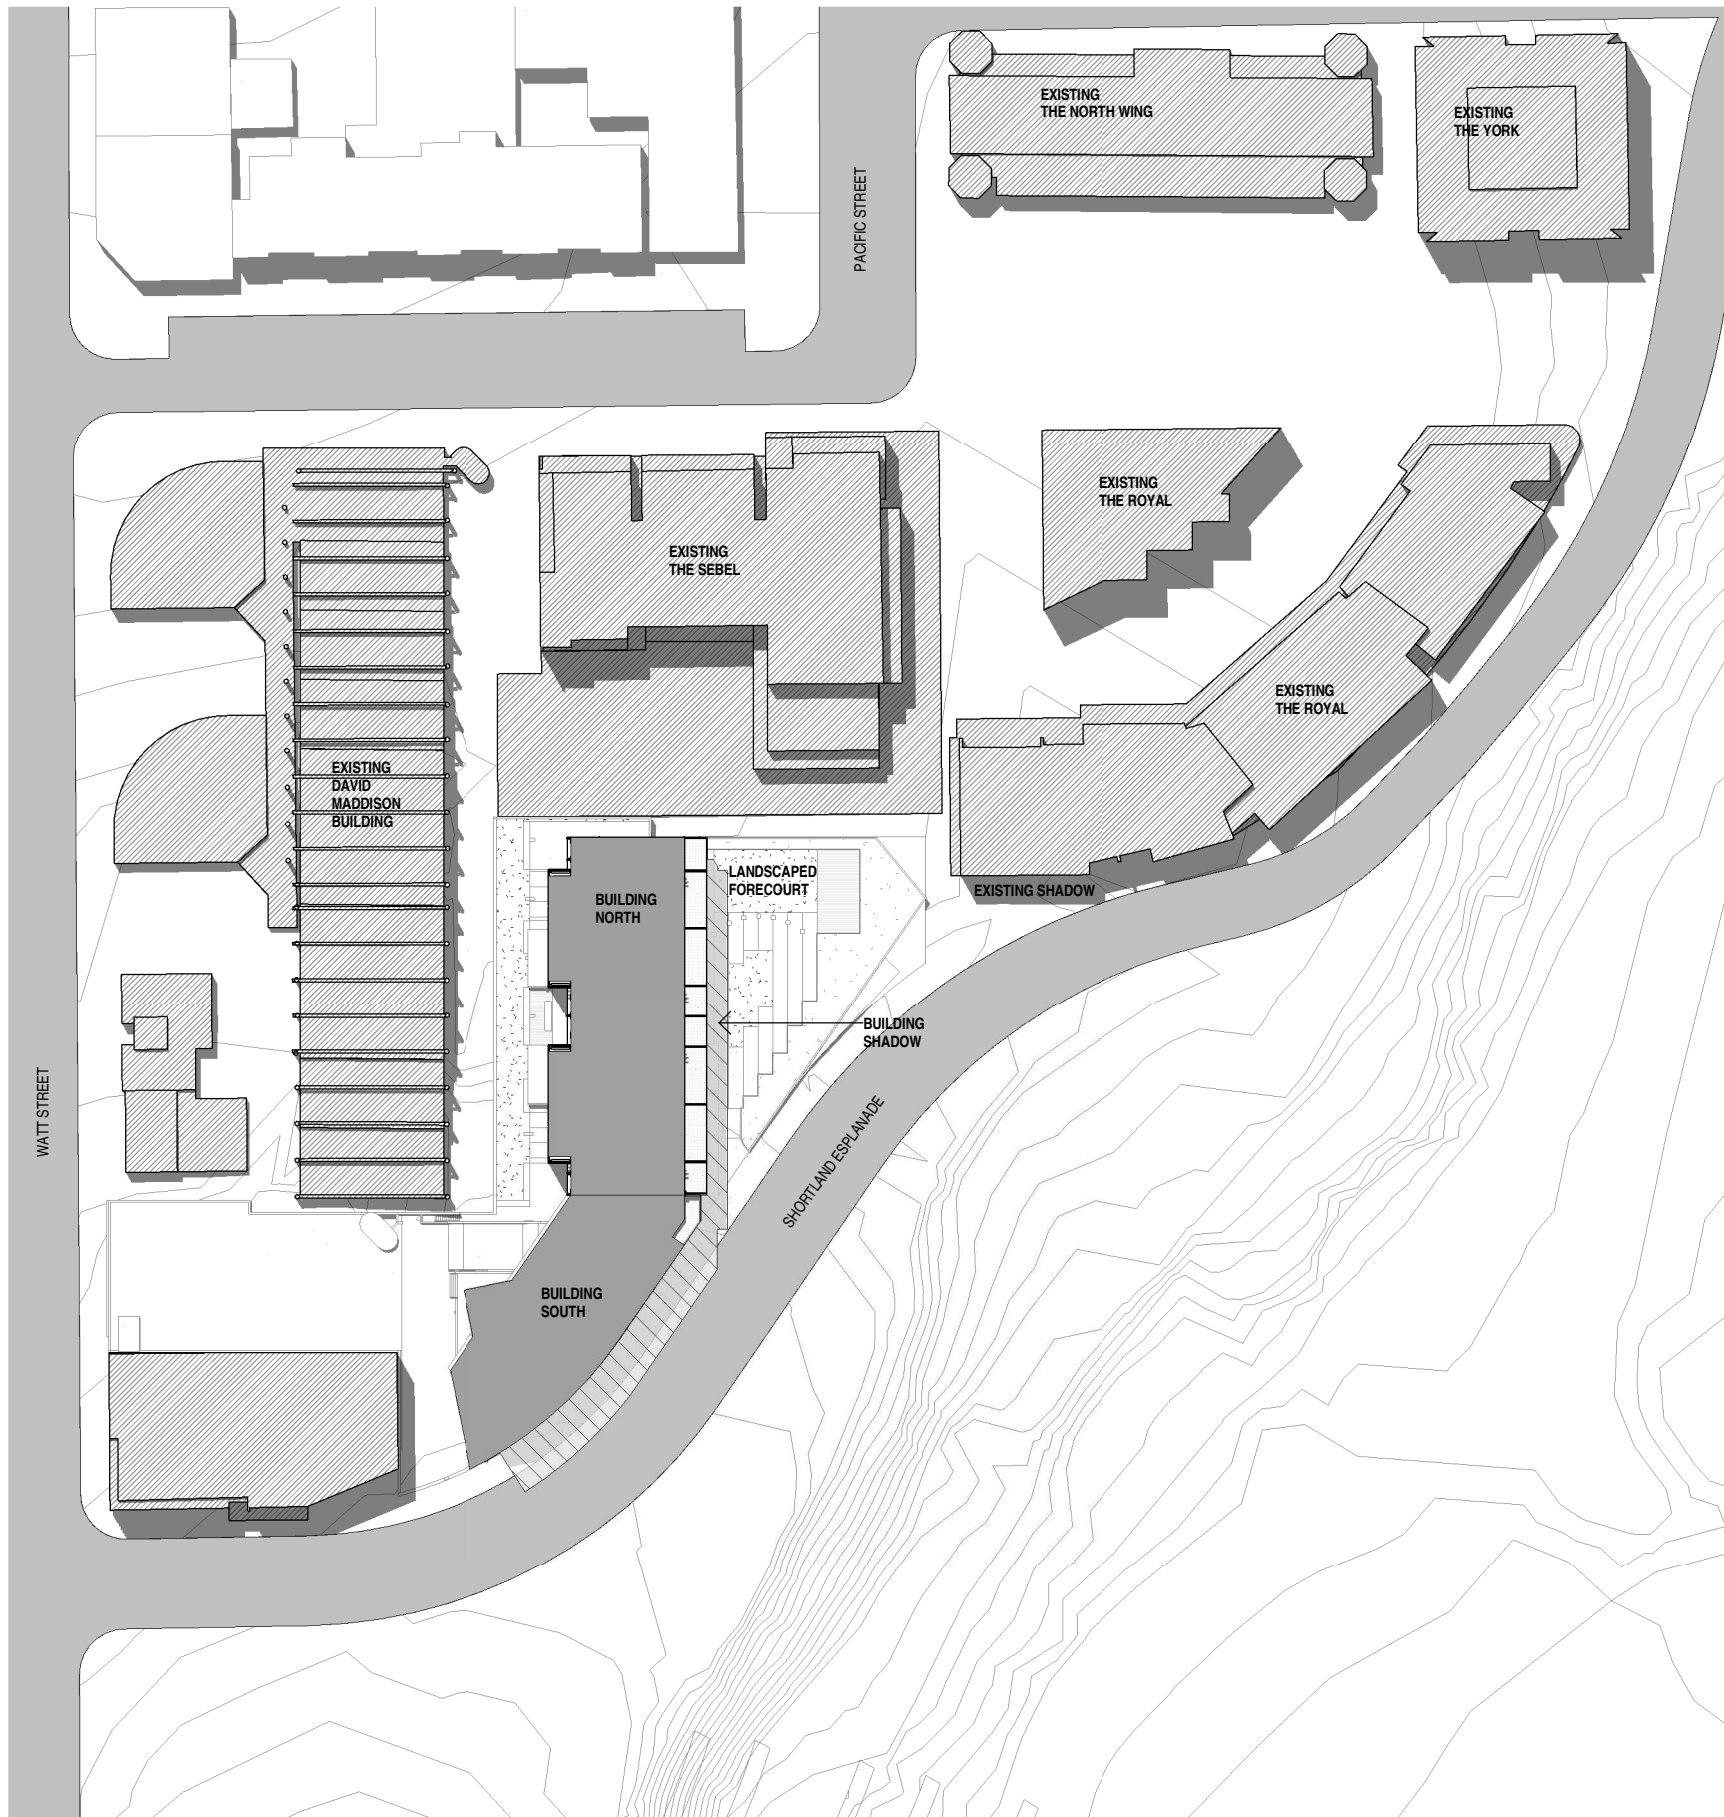 EXISTING
THE NORTH WING
EXISTING
THE YORK
PACIFIC STREET
EXISTING
THE ROYAL
EXISTING
THE SEBEL
EXISTING
THE ROYAL
EXISTING
DAVID
MADDISON
BUILDING
LANDSCAPED
FORECOURT
EXISTING SHADOW
BUILDING
NORTH
BUILDING
SHADOW
WATT STREET
SHORTLAND ESPLANADE
BUILDING
SOUTH